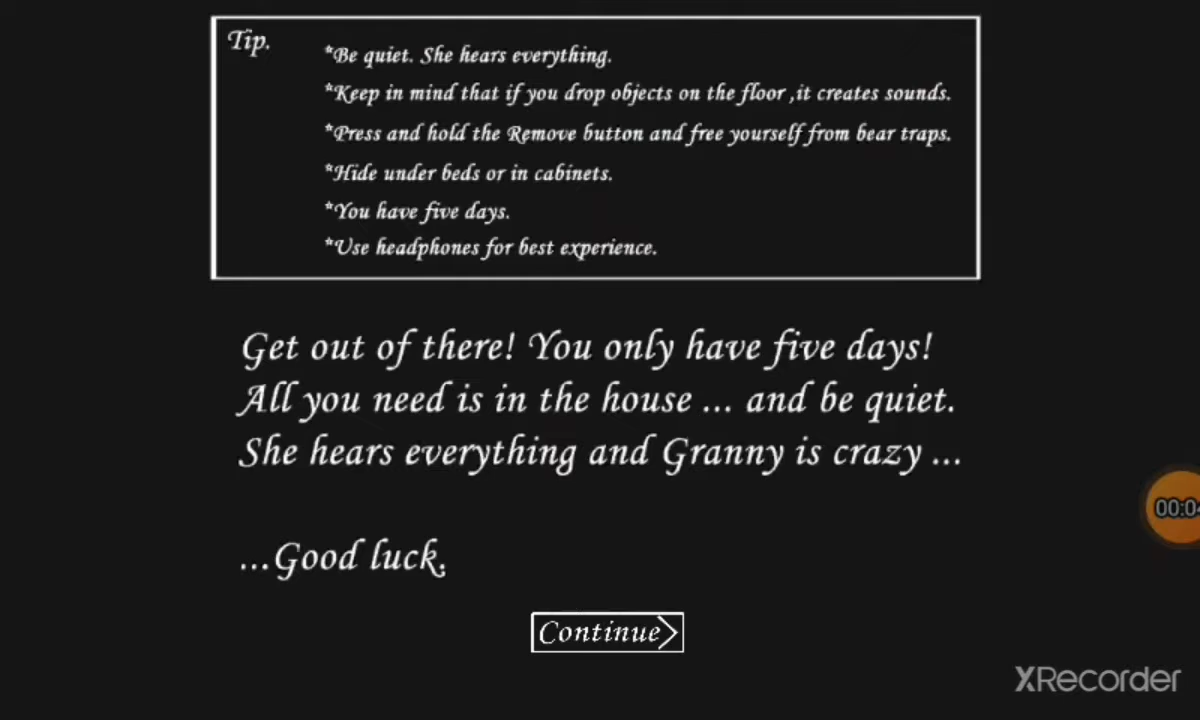 Tip.
*Be quiet. She hears everything.
*Keep in mind that if you drop objects on the floor ,it creates sounds.
*Press and hold the Remove button and free yourself from bear traps.
*Hide under beds or in cabinets.
*You have five days.
*Use headphones for best experience.
Get out of there! You only have five days!
All you need is in the house ... and be quiet.
She hears everything and Granny is crazy ...
...Good luck.
Continue>
XRecorder